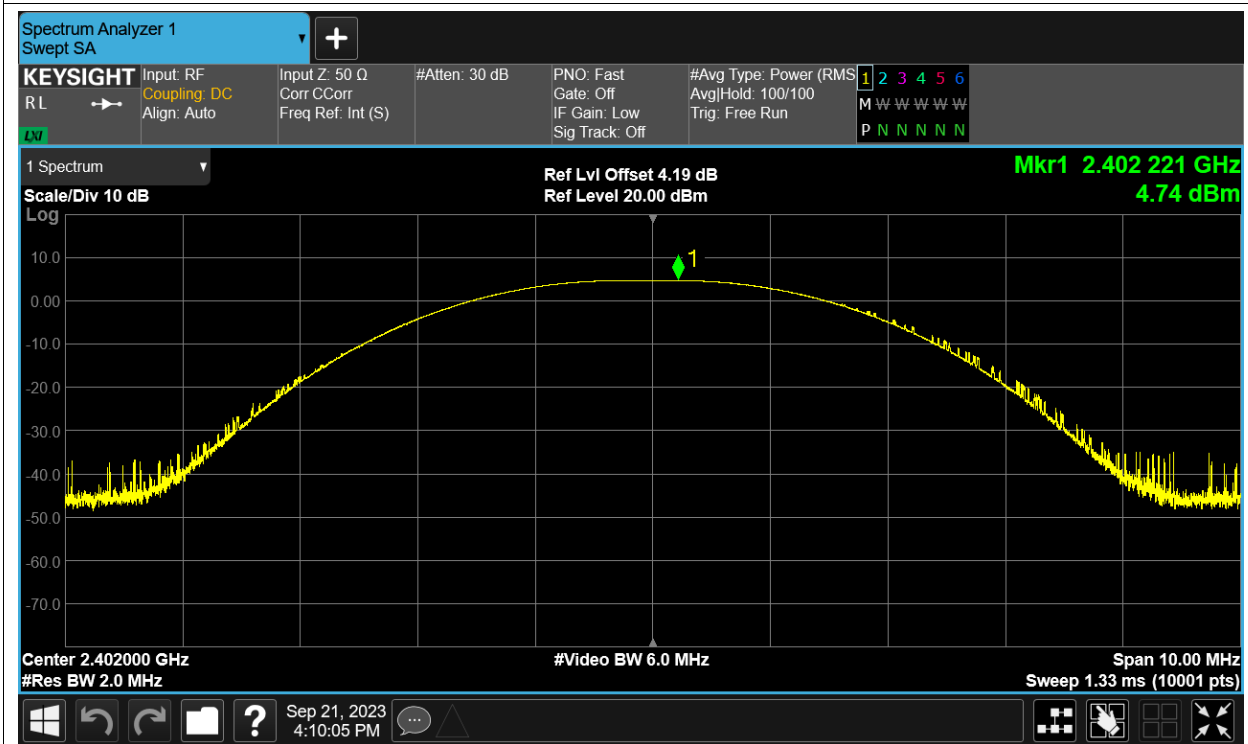 Spectrum Analyzer 1
Swept SA
KEYSIGHT
R L
LXI
Input: RF
Coupling: DC
Align: Auto
Input Z: 50 Ω
Corr CCorr
Freq Ref: Int (S)
#Atten: 30 dB
PNO: Fast
Gate: Off
IF Gain: Low
Sig Track: Off
#Avg Type: Power (RMS
Avg|Hold: 100/100
Trig: Free Run
1 2 3 4 5 6
M W W W W W
P N N N N N
1 Spectrum
Scale/Div 10 dB
Log
Ref Lvl Offset 4.19 dB
Ref Level 20.00 dBm
Mkr1 2.402 221 GHz
4.74 dBm
1
10.0
0.00
-10.0
-20.0
-30.0
-40.0
-50.0
-60.0
-70.0
Center 2.402000 GHz
#Video BW 6.0 MHz
Span 10.00 MHz
#Res BW 2.0 MHz
Sweep 1.33 ms (10001 pts)
?
Sep 21, 2023
4:10:05 PM